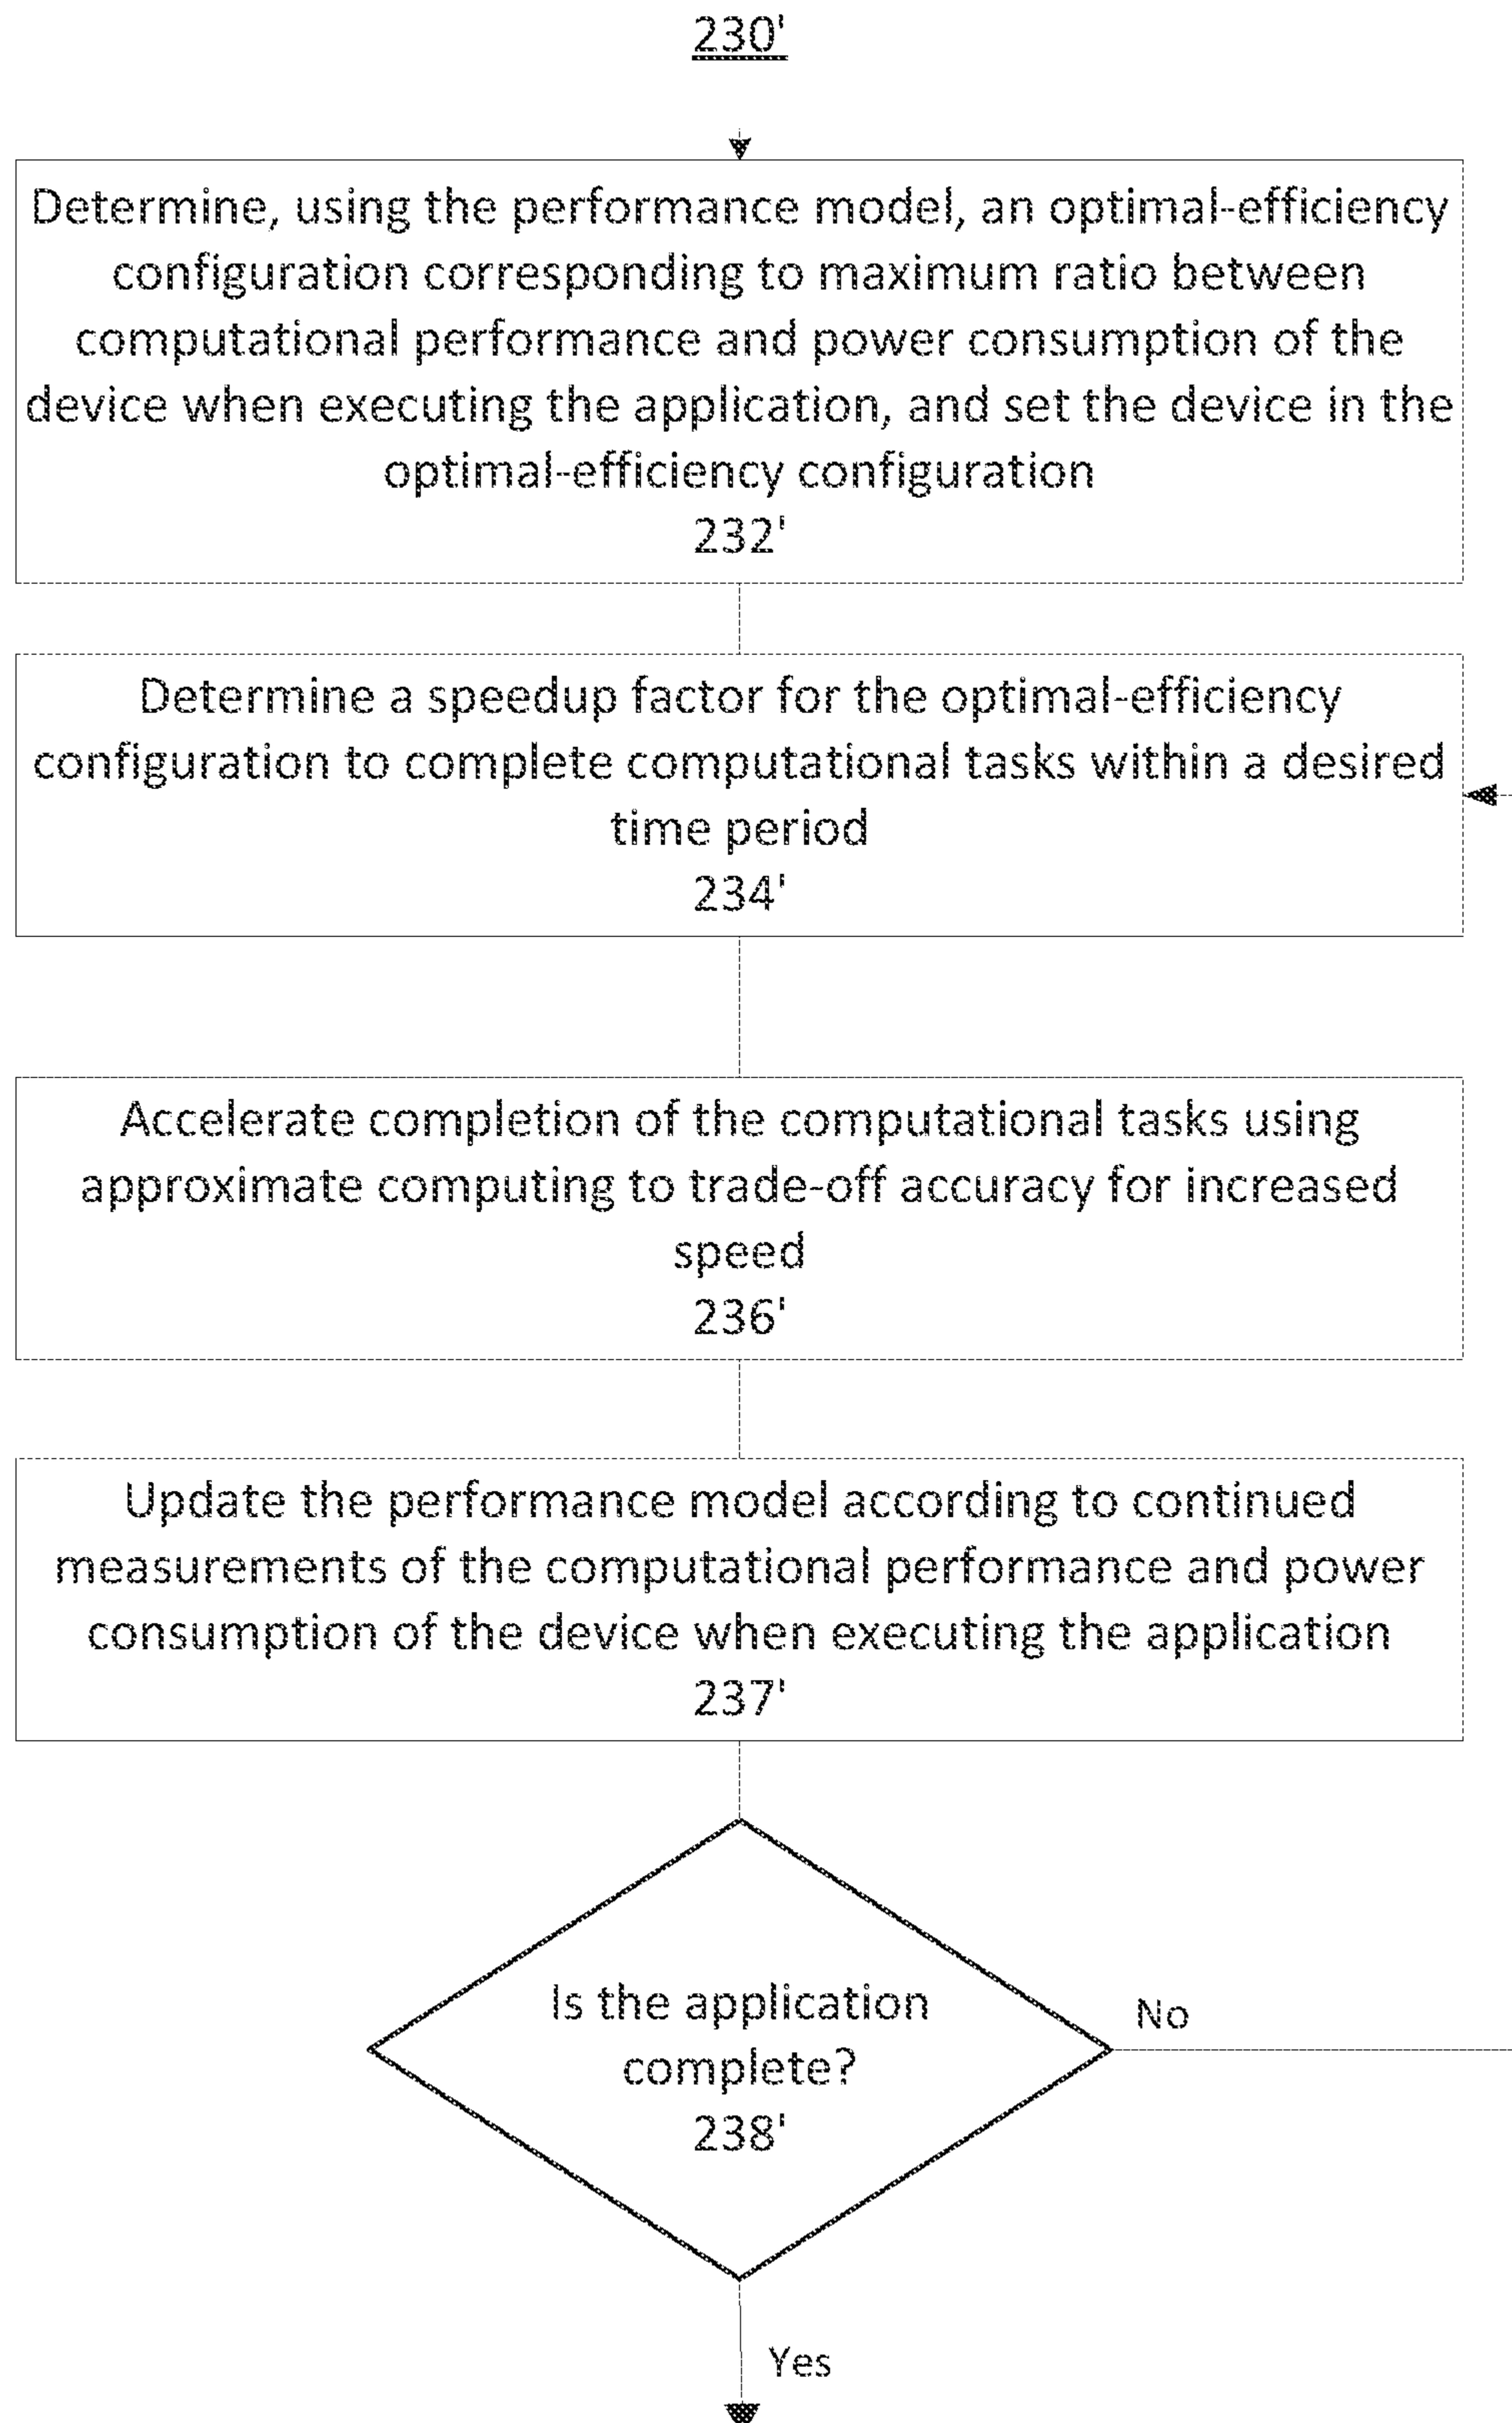 230'
Determine, using the performance model, an optimal-efficiency
configuration corresponding to maximum ratio between
computational performance and power consumption of the
device when executing the application, and set the device in the
optimal-efficiency configuration
232'
Determine a speedup factor for the optimal-efficiency
configuration to complete computational tasks within a desired
time period
234'
Accelerate completion of the computational tasks using
approximate computing to trade-off accuracy for increased
speed
236'
Update the performance model according to continued
measurements of the computational performance and power
consumption of the device when executing the application
237'
Is the application
complete?
238'
No
Yes